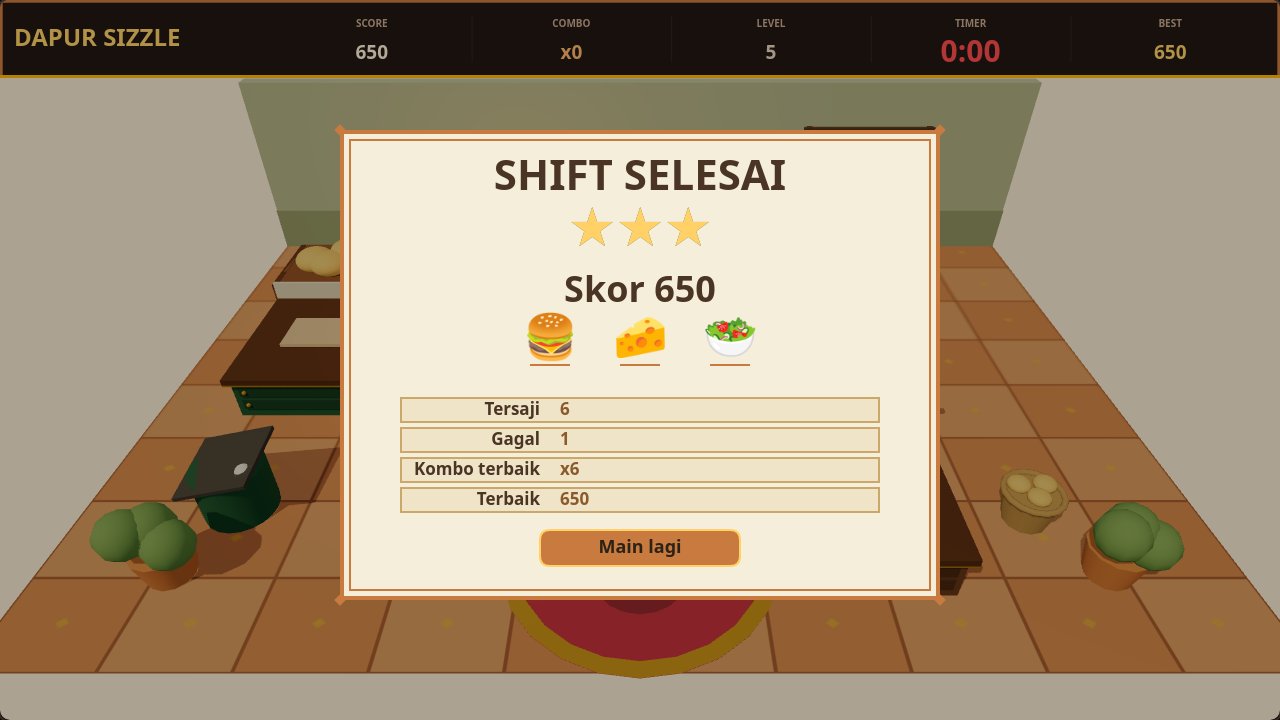 DAPUR SIZZLE
SCORE
650
COMBO
x0
LEVEL
5
TIMER
0:00
BEST
650
SHIFT SELESAI
Skor 650
Tersaji 6
Gagal 1
Kombo terbaik x6
Terbaik 650
Main lagi